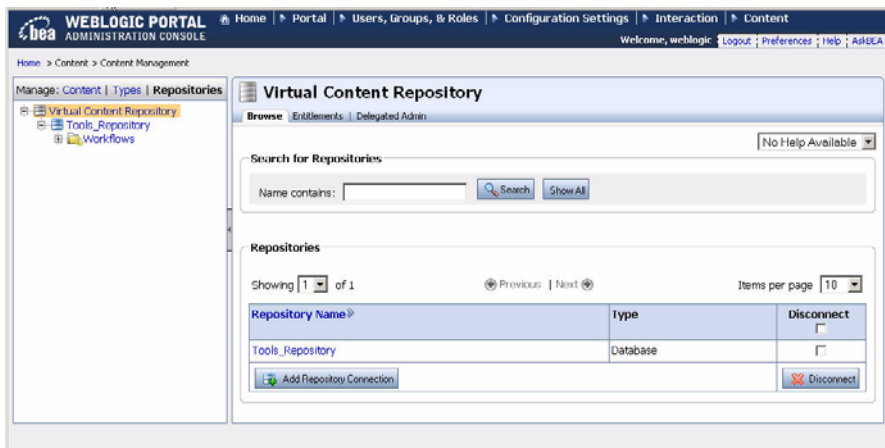 bea WEBLOGIC PORTAL ADMINISTRATION CONSOLE
Home | Portal | Users, Groups, & Roles | Configuration Settings | Interaction | Content
Welcome, weblogic Logout Preferences Help AskBEA
Home > Content > Content Management
Manage: Content | Types | Repositories
Virtual Content Repository
Tools_Repository
Workflows
Virtual Content Repository
Browse Entitlements | Delegated Admin
No Help Available
Search for Repositories
Name contains: Search Show All
Repositories
Showing 1 of 1 Previous | Next Items per page 10
Repository Name Type Disconnect
Tools_Repository Database
Add Repository Connection Disconnect